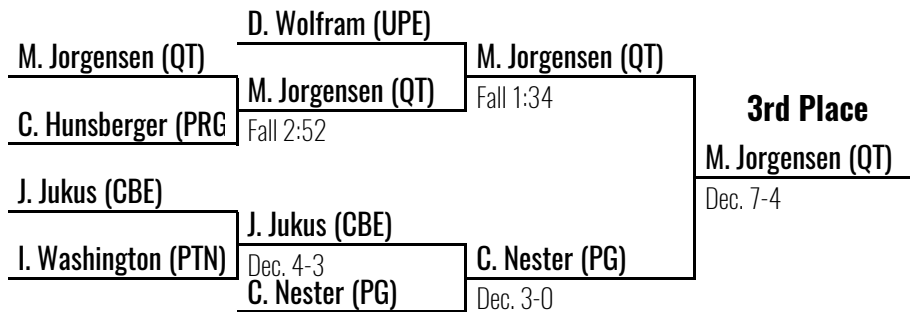 D. Wolfram (UPE)
M. Jorgensen (QT)
M. Jorgensen (QT)
M. Jorgensen (QT)
Fall 1:34
3rd Place
C. Hunsberger (PRG
Fall 2:52
M. Jorgensen (QT)
Dec. 7-4
J. Jukus (CBE)
J. Jukus (CBE)
I. Washington (PTN)
Dec. 4-3
C. Nester (PG)
C. Nester (PG)
Dec. 3-0